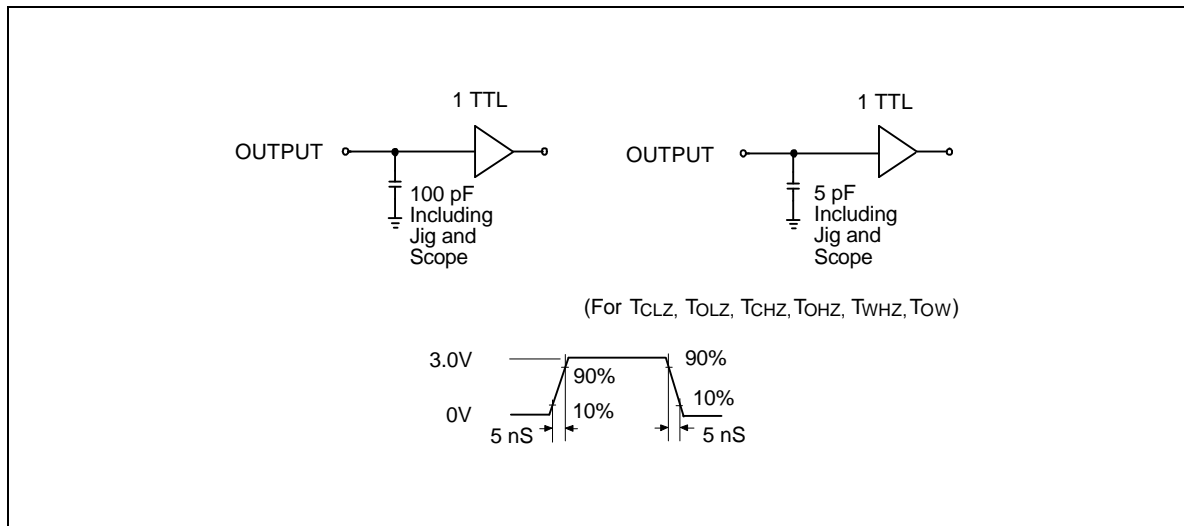 1 TTL
OUTPUT
100 pF
Including
Jig and
Scope
1 TTL
OUTPUT
5 pF
Including
Jig and
Scope
(For TCLZ, TOLZ, TCHZ, TOHZ, TWHZ, TOW)
3.0V
90%
90%
0V
10%
10%
5 nS
5 nS